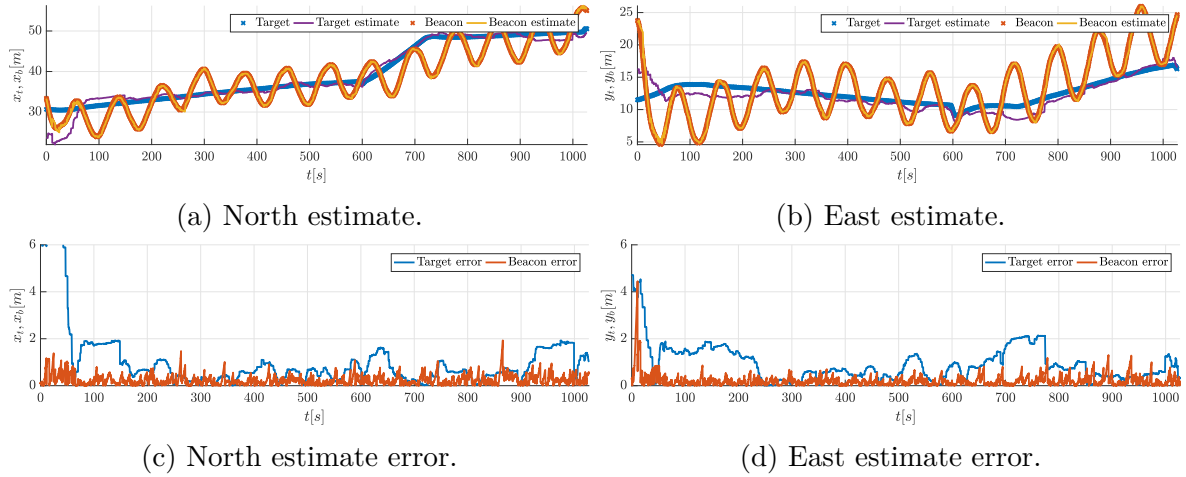 Target Target estimate Beacon Beacon estimate
50
40
30
x_t, x_b[m]
0 100 200 300 400 500 600 700 800 900 1000
t[s]
(a) North estimate.
Target Target estimate Beacon Beacon estimate
25
20
15
10
5
y_t, y_b[m]
0 100 200 300 400 500 600 700 800 900 1000
t[s]
(b) East estimate.
Target error Beacon error
6
4
2
0
x_t, x_b[m]
0 100 200 300 400 500 600 700 800 900 1000
t[s]
(c) North estimate error.
Target error Beacon error
6
4
2
0
y_t, y_b[m]
0 100 200 300 400 500 600 700 800 900 1000
t[s]
(d) East estimate error.